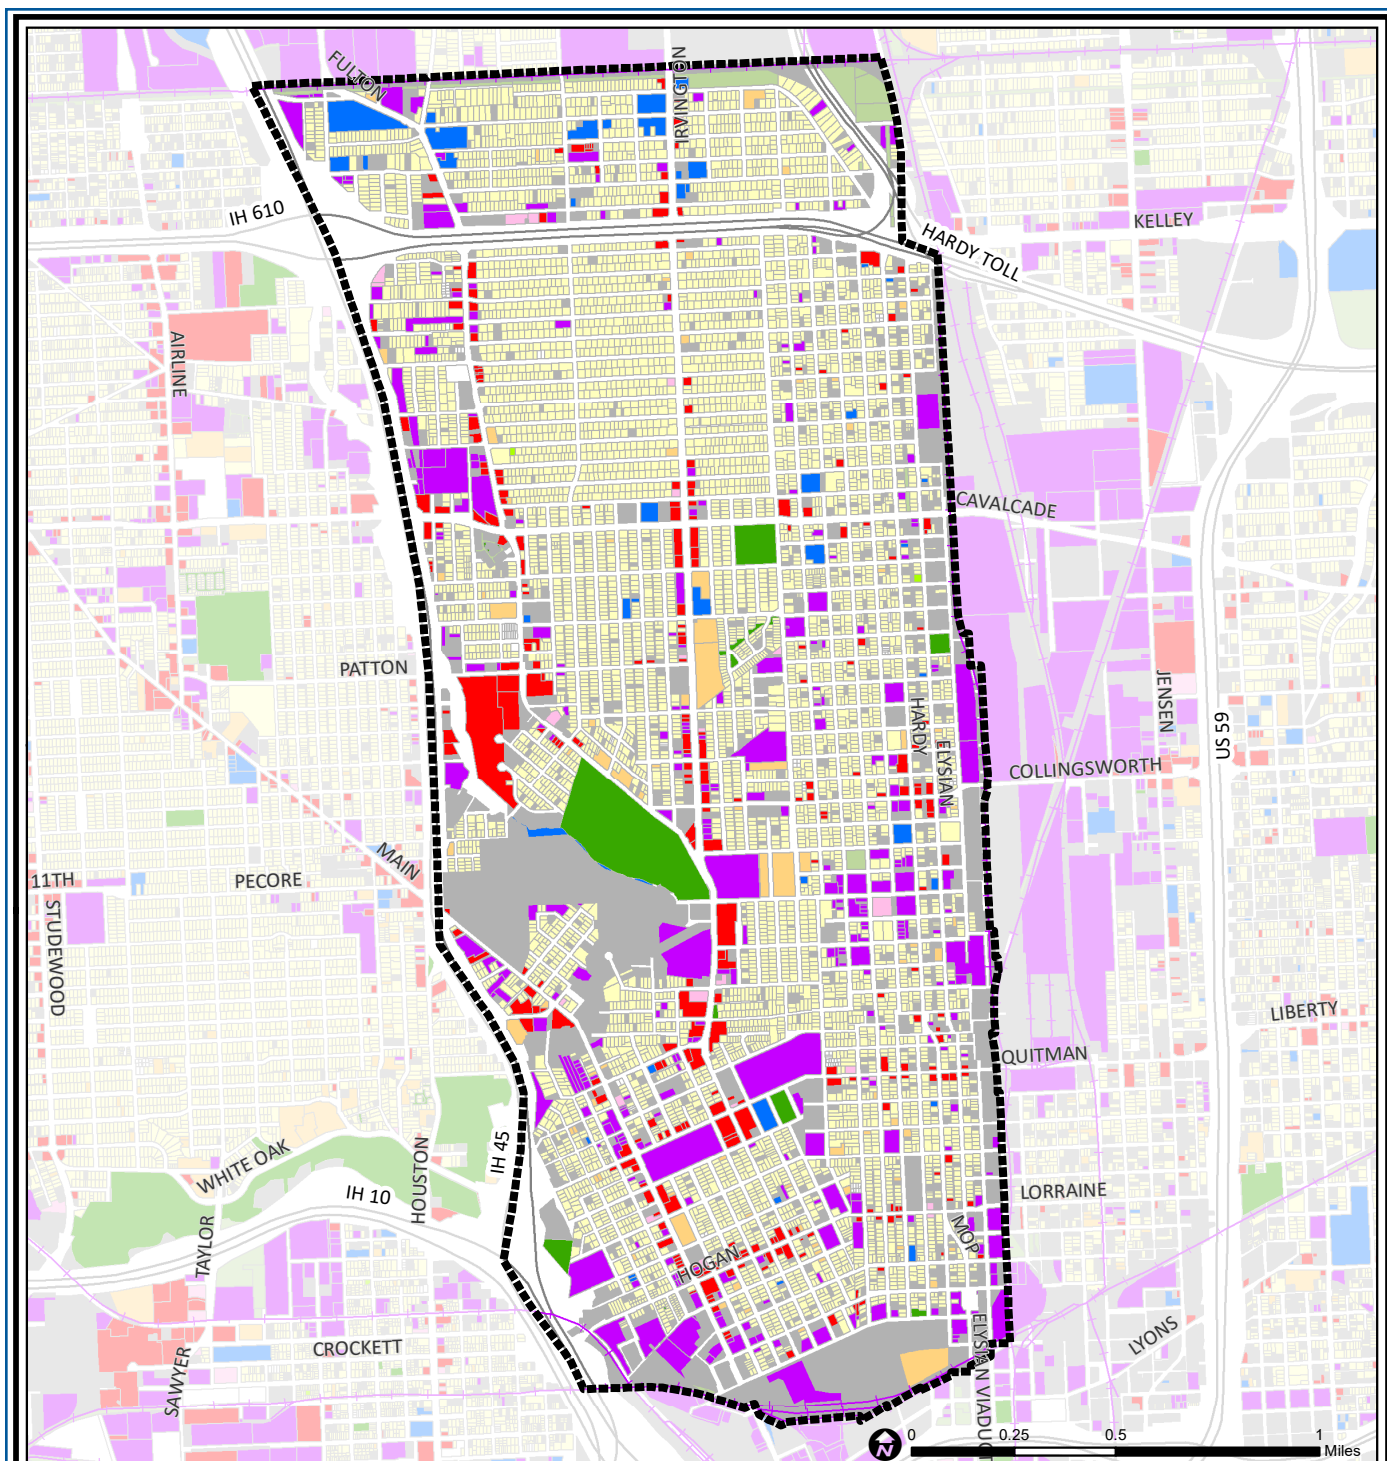 FULTON
IRVINGTON
IH 610
KELLEY
HARDY TOLL
AIRLINE
CAVALCADE
PATTON
JENSEN
HARDY
US 59
ELYSIAN
COLLINGSWORTH
MAIN
11TH
PECORE
STUDEWOOD
LIBERTY
QUITMAN
WHITE OAK
IH 45
HOUSTON
IH 10
LORRAINE
TAYLOR
MOP
HOGAN
CROCKETT
LYONS
SAWYER
ELYSIAN VIADUCT
N
0 0.25 0.5 1
Miles